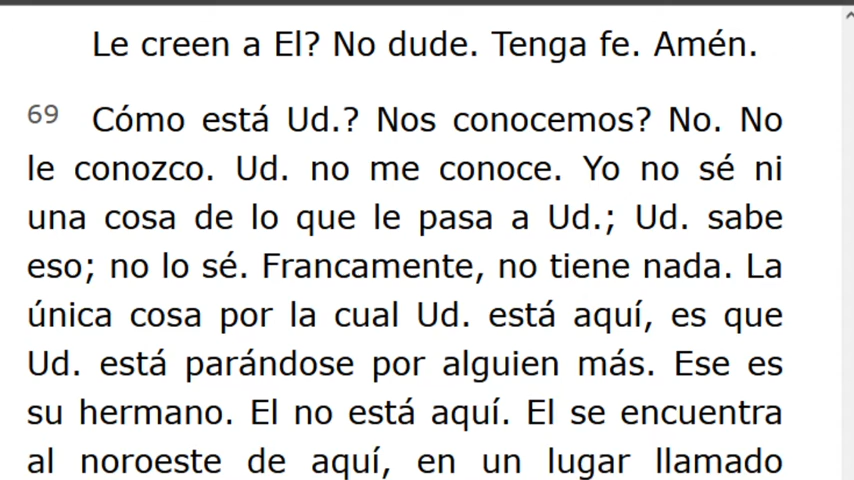 Le creen a El? No dude. Tenga fe. Amén.
69 Cómo está Ud.? Nos conocemos? No. No
le conozco. Ud. no me conoce. Yo no sé ni
una cosa de lo que le pasa a Ud.; Ud. sabe
eso; no lo sé. Francamente, no tiene nada. La
única cosa por la cual Ud. está aquí, es que
Ud. está parándose por alguien más. Ese es
su hermano. El no está aquí. El se encuentra
al noroeste de aquí, en un lugar llamado